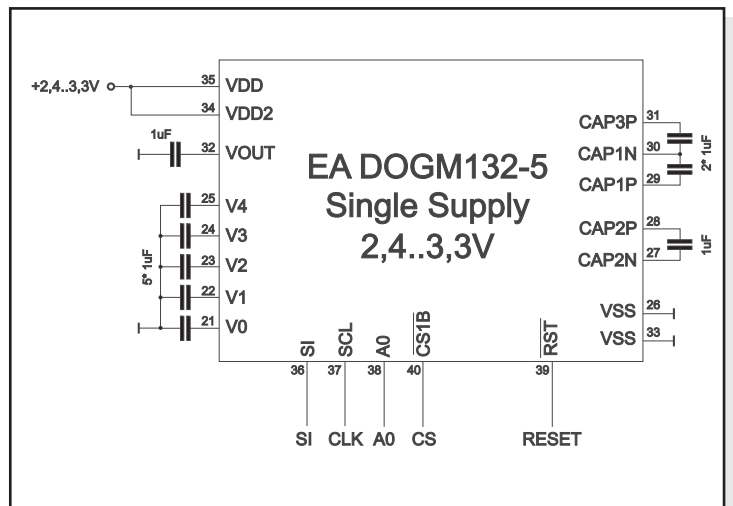 +2,4..3,3V
35 VDD
34 VDD2
1uF
32 VOUT
25 V4
24 V3
23 V2
22 V1
21 V0
5* 1uF
EA DOGM132-5
Single Supply
2,4..3,3V
CAP3P 31
CAP1N 30
CAP1P 29
2* 1uF
CAP2P 28
CAP2N 27
1uF
VSS 26
VSS 33
SI SCL A0 CS1B RST
36 37 38 40 39
SI CLK A0 CS RESET